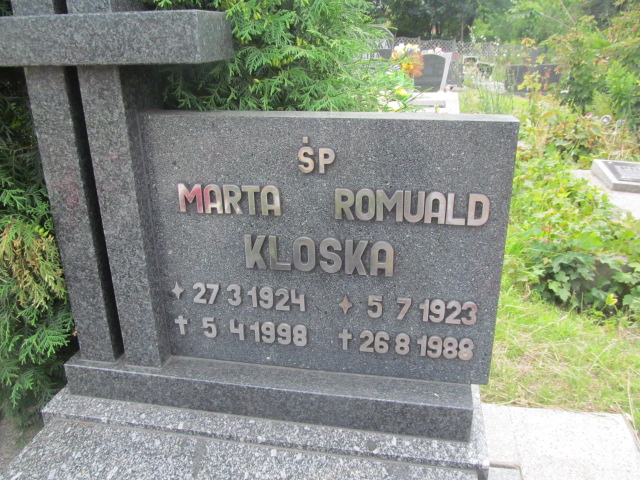 ŚP
MARTA ROMUALD
KLOSKA
27 3 1924 5 7 1923
5 4 1998 26 8 1988